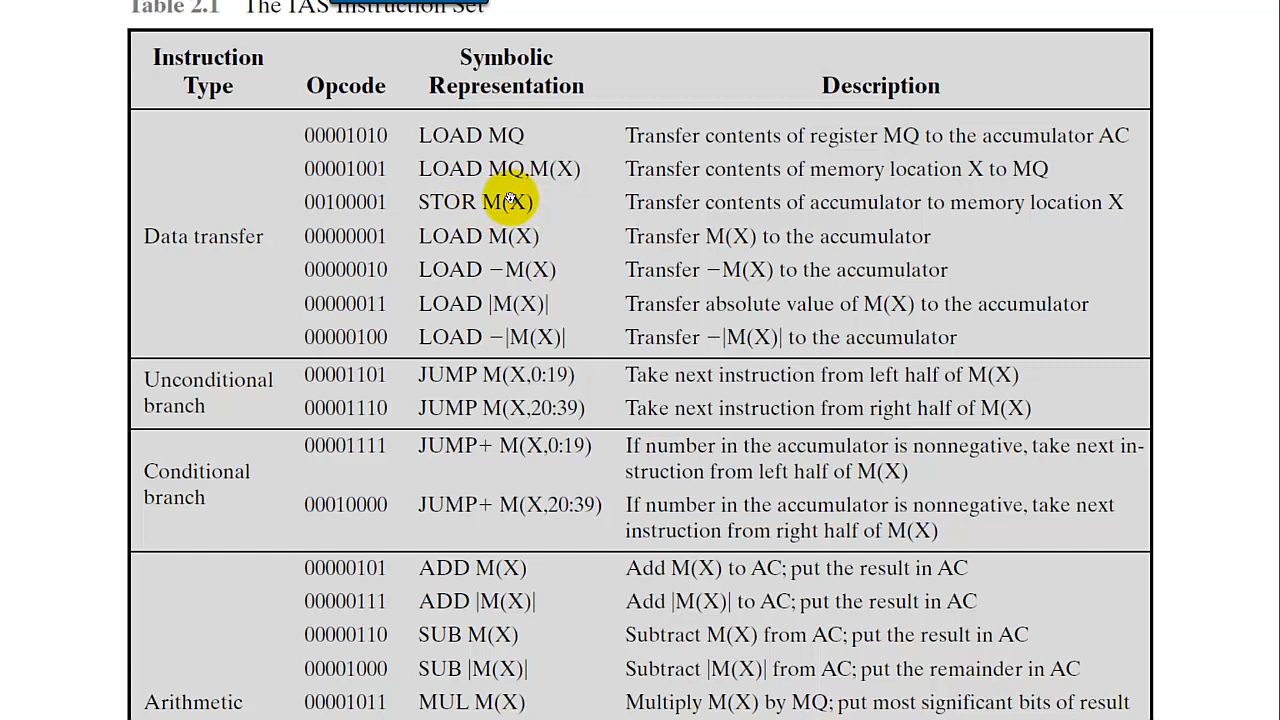 Table 2.1 The IAS Instruction Set
Instruction Type Opcode Symbolic Representation Description
Data transfer
00001010 LOAD MQ Transfer contents of register MQ to the accumulator AC
00001001 LOAD MQ,M(X) Transfer contents of memory location X to MQ
00100001 STOR M(X) Transfer contents of accumulator to memory location X
00000001 LOAD M(X) Transfer M(X) to the accumulator
00000010 LOAD −M(X) Transfer −M(X) to the accumulator
00000011 LOAD |M(X)| Transfer absolute value of M(X) to the accumulator
00000100 LOAD −|M(X)| Transfer −|M(X)| to the accumulator
Unconditional branch
00001101 JUMP M(X,0:19) Take next instruction from left half of M(X)
00001110 JUMP M(X,20:39) Take next instruction from right half of M(X)
Conditional branch
00001111 JUMP+ M(X,0:19) If number in the accumulator is nonnegative, take next in-
struction from left half of M(X)
00010000 JUMP+ M(X,20:39) If number in the accumulator is nonnegative, take next
instruction from right half of M(X)
Arithmetic
00000101 ADD M(X) Add M(X) to AC; put the result in AC
00000111 ADD |M(X)| Add |M(X)| to AC; put the result in AC
00000110 SUB M(X) Subtract M(X) from AC; put the result in AC
00001000 SUB |M(X)| Subtract |M(X)| from AC; put the remainder in AC
00001011 MUL M(X) Multiply M(X) by MQ; put most significant bits of result